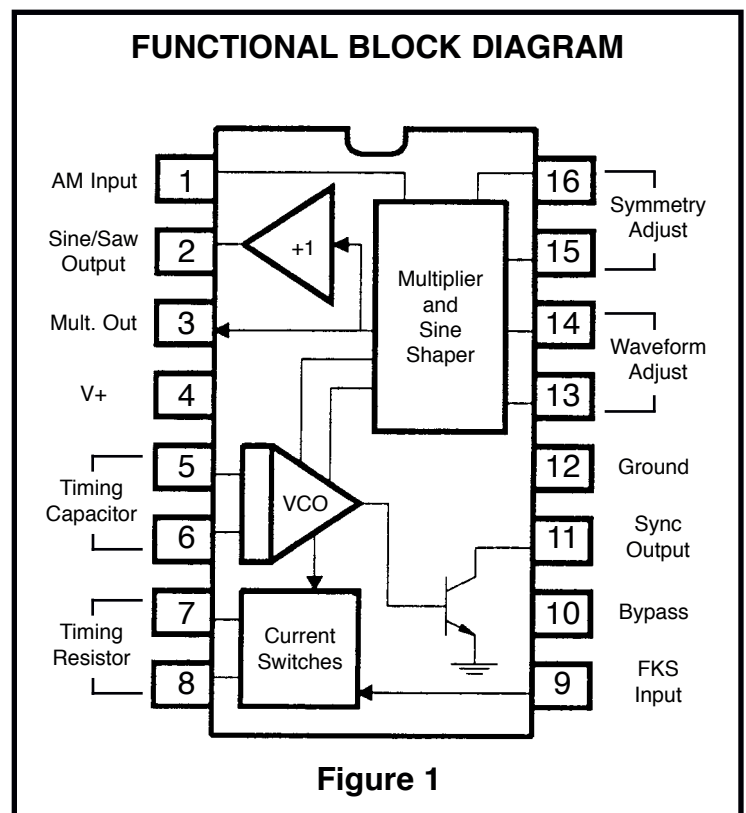 FUNCTIONAL BLOCK DIAGRAM
AM Input
1
Sine/Saw
Output
2
Mult. Out
3
V+
4
5
Timing
Capacitor
6
7
Timing
Resistor
8
+1
Multiplier
and
Sine
Shaper
VCO
Current
Switches
16
Symmetry
Adjust
15
14
Waveform
Adjust
13
12
Ground
11
Sync
Output
10
Bypass
9
FKS
Input
Figure 1